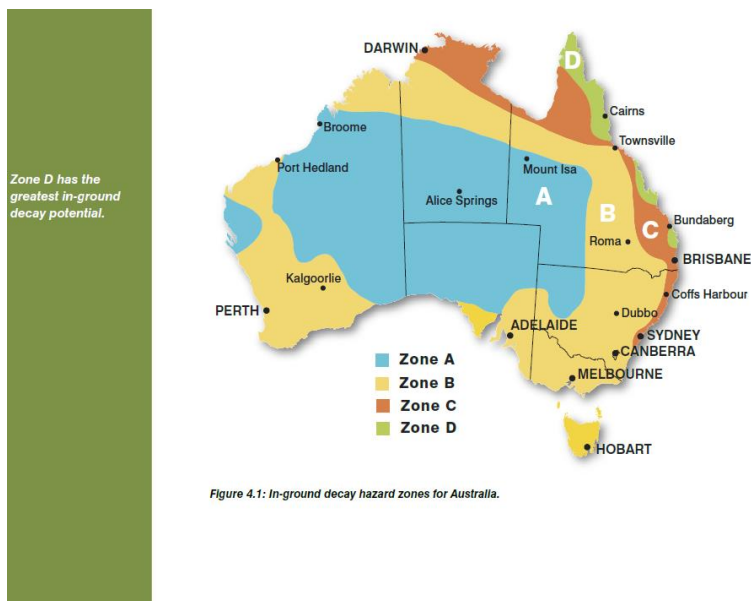 Zone D has the
greatest in-ground
decay potential.
DARWIN
D
Cairns
Broome
Townsville
Port Hedland
Mount Isa
Alice Springs
A
B
C
Bundaberg
Roma
BRISBANE
Kalgoorlie
Coffs Harbour
PERTH
Dubbo
ADELAIDE
SYDNEY
CANBERRA
Zone A
MELBOURNE
Zone B
Zone C
Zone D
HOBART
Figure 4.1: In-ground decay hazard zones for Australia.